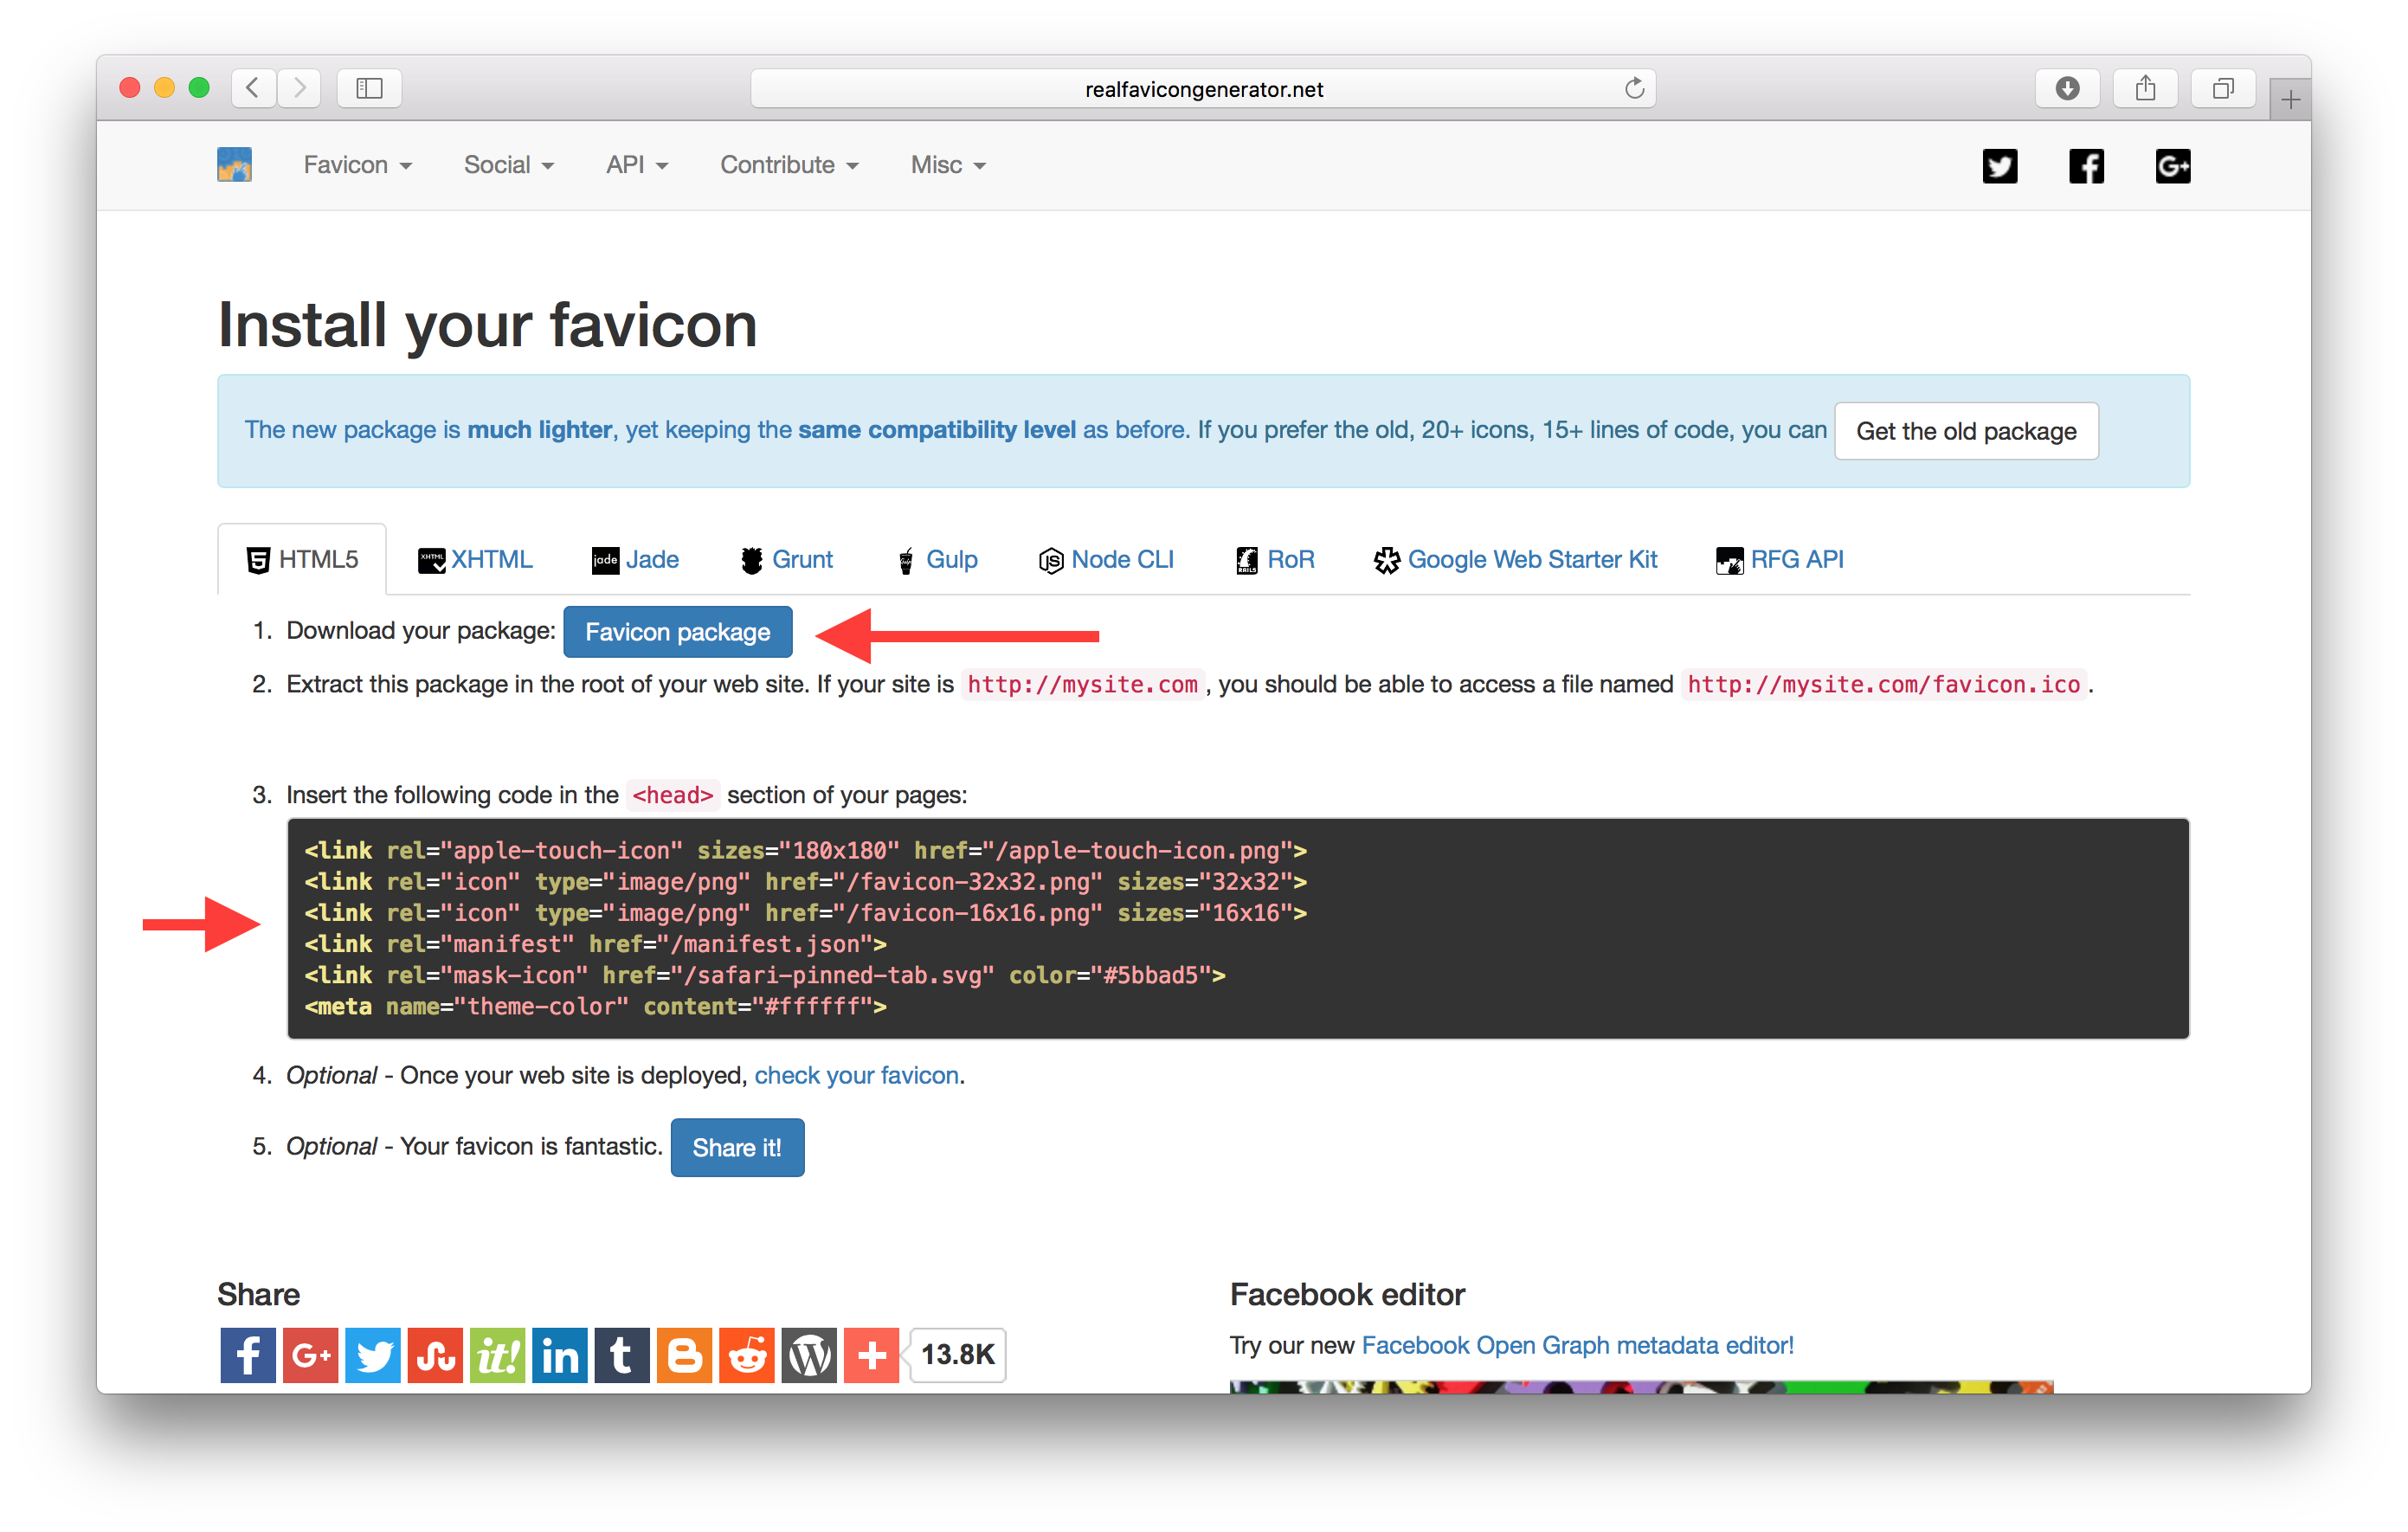 realfavicongenerator.net
Favicon Social API Contribute Misc
Install your favicon
The new package is much lighter, yet keeping the same compatibility level as before. If you prefer the old, 20+ icons, 15+ lines of code, you can Get the old package
HTML5 XHTML Jade Grunt Gulp Node CLI RoR Google Web Starter Kit RFG API
1. Download your package: Favicon package
2. Extract this package in the root of your web site. If your site is http://mysite.com, you should be able to access a file named http://mysite.com/favicon.ico.
3. Insert the following code in the <head> section of your pages:
<link rel="apple-touch-icon" sizes="180x180" href="/apple-touch-icon.png">
<link rel="icon" type="image/png" href="/favicon-32x32.png" sizes="32x32">
<link rel="icon" type="image/png" href="/favicon-16x16.png" sizes="16x16">
<link rel="manifest" href="/manifest.json">
<link rel="mask-icon" href="/safari-pinned-tab.svg" color="#5bbad5">
<meta name="theme-color" content="#ffffff">
4. Optional - Once your web site is deployed, check your favicon.
5. Optional - Your favicon is fantastic. Share it!
Share
13.8K
Facebook editor
Try our new Facebook Open Graph metadata editor!